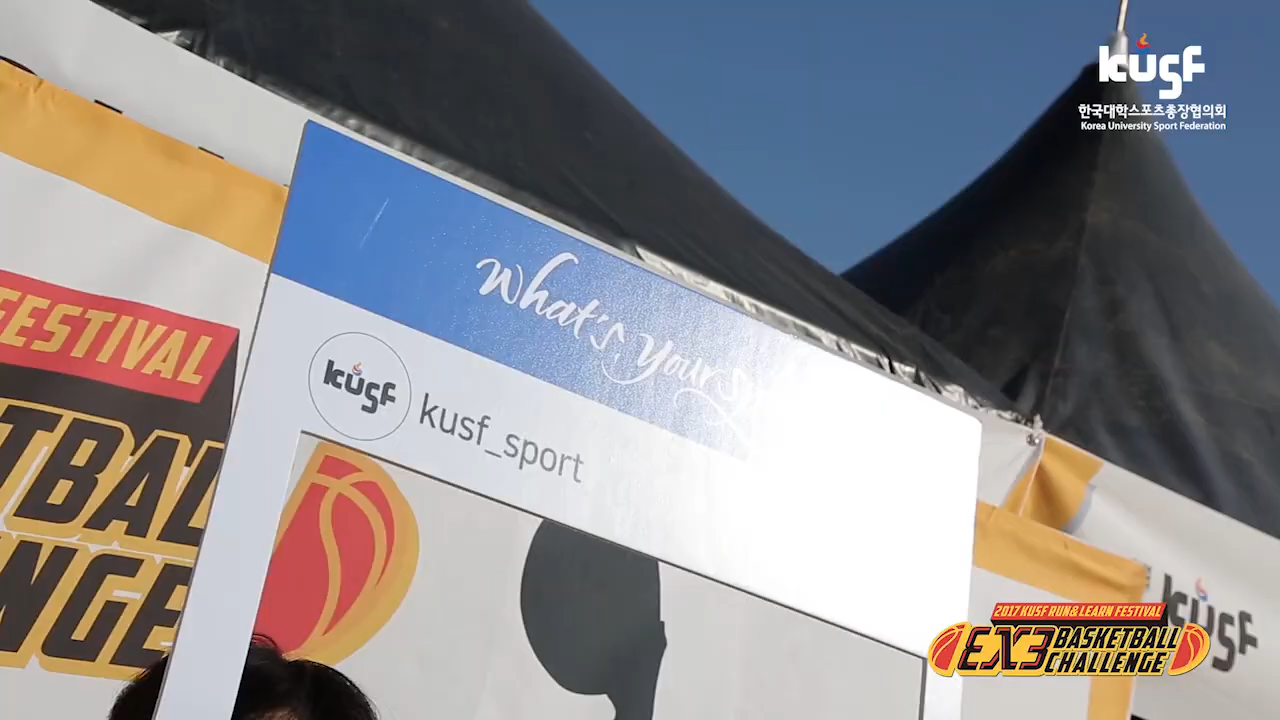 KUSF
한국대학스포츠총장협의회
Korea University Sport Federation
What's your
KUSF
kusf_sport
FESTIVAL
TBAL
NGE
KUSF
2017 KUSF RUN&LEARN FESTIVAL
3X3 BASKETBALL
CHALLENGE